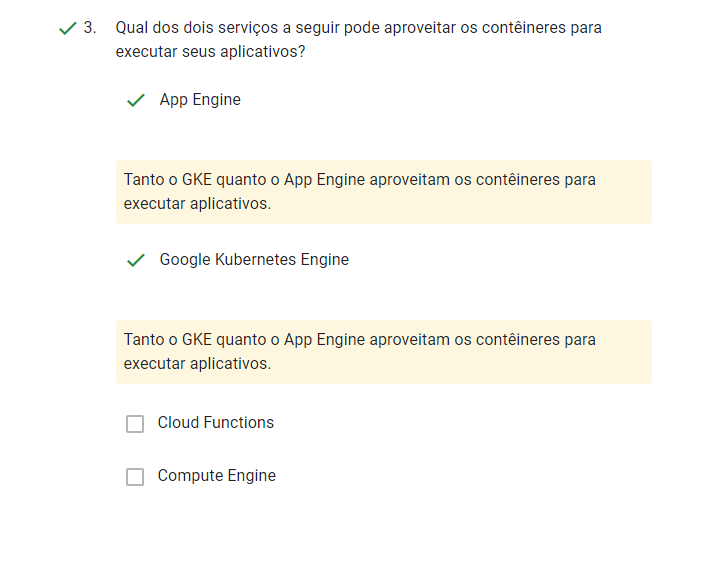 3. Qual dos dois serviços a seguir pode aproveitar os contêineres para
executar seus aplicativos?
App Engine
Tanto o GKE quanto o App Engine aproveitam os contêineres para
executar aplicativos.
Google Kubernetes Engine
Tanto o GKE quanto o App Engine aproveitam os contêineres para
executar aplicativos.
Cloud Functions
Compute Engine